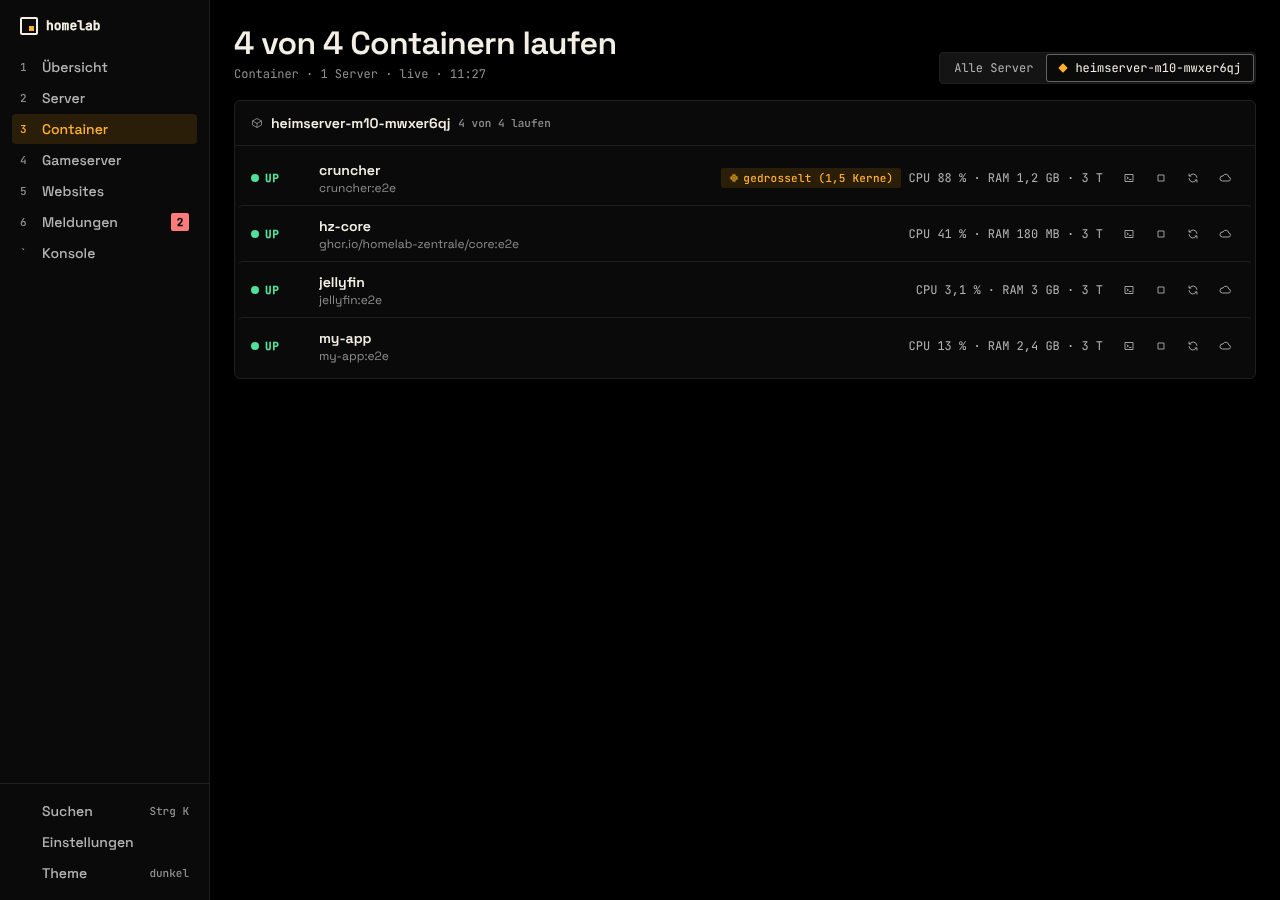 homelab
1 Übersicht
2 Server
3 Container
4 Gameserver
5 Websites
6 Meldungen 2
` Konsole
Suchen Strg K
Einstellungen
Theme dunkel
4 von 4 Containern laufen
Container · 1 Server · live · 11:27
Alle Server heimserver-m10-mwxer6qj
heimserver-m10-mwxer6qj 4 von 4 laufen
UP cruncher gedrosselt (1,5 Kerne) CPU 88 % · RAM 1,2 GB · 3 T
cruncher:e2e
UP hz-core CPU 41 % · RAM 180 MB · 3 T
ghcr.io/homelab-zentrale/core:e2e
UP jellyfin CPU 3,1 % · RAM 3 GB · 3 T
jellyfin:e2e
UP my-app CPU 13 % · RAM 2,4 GB · 3 T
my-app:e2e